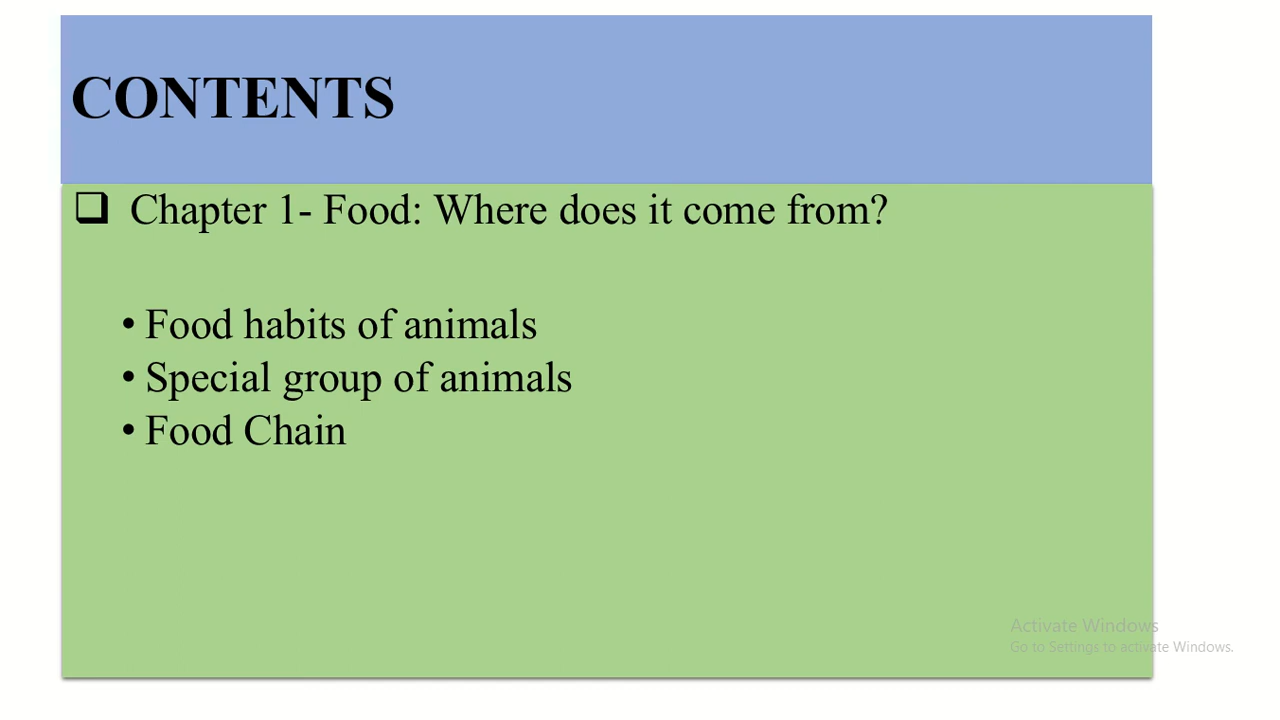 CONTENTS
❑ Chapter 1- Food: Where does it come from?
• Food habits of animals
• Special group of animals
• Food Chain
Activate Windows
Go to Settings to activate Windows.